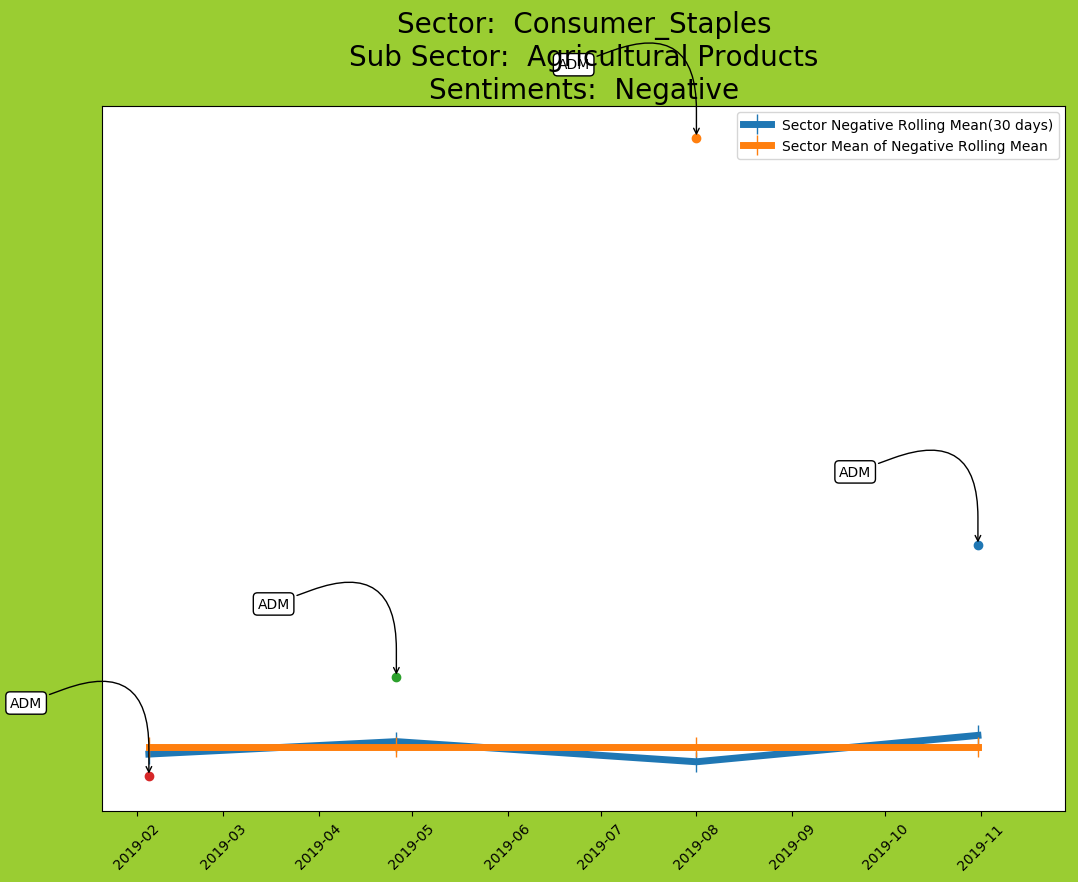 Sector:  Consumer_Staples
Sub Sector:  Agricultural Products
Sentiments:  Negative
ADM
Sector Negative Rolling Mean(30 days)
Sector Mean of Negative Rolling Mean
ADM
ADM
ADM
2019-02
2019-03
2019-04
2019-05
2019-06
2019-07
2019-08
2019-09
2019-10
2019-11